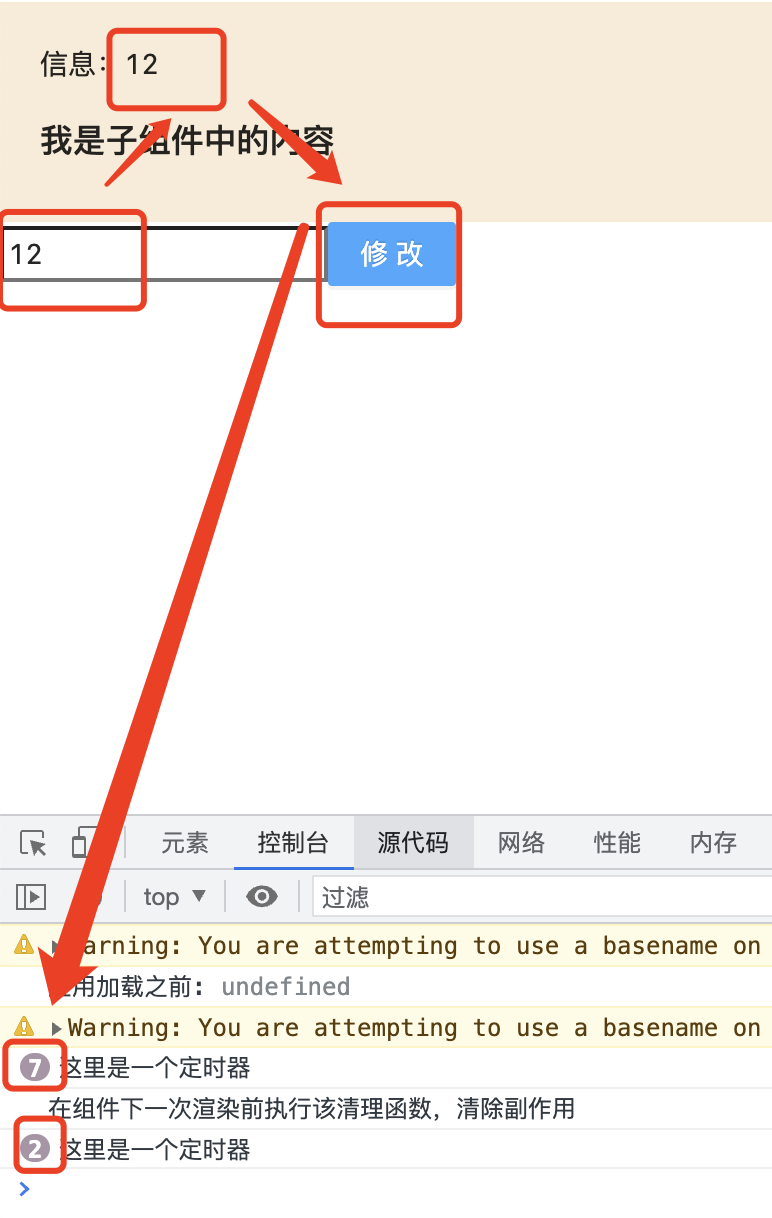 信息: 12
我是子组件中的内容
12
修 改
元素 控制台 源代码 网络 性能 内存
top ▼ 过滤
Warning: You are attempting to use a basename on
用加载之前: undefined
Warning: You are attempting to use a basename on
7 这里是一个定时器
在组件下一次渲染前执行该清理函数，清除副作用
2 这里是一个定时器